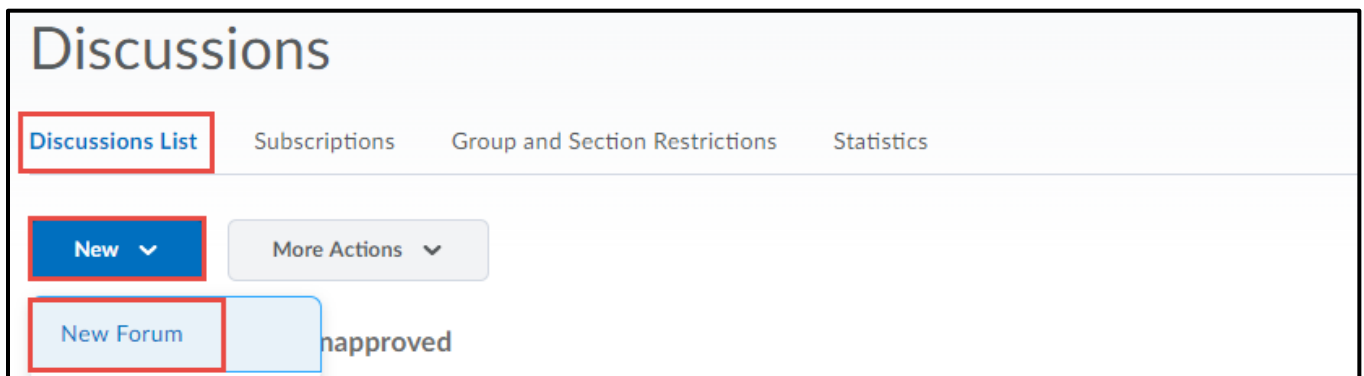 Discussions
Discussions List Subscriptions Group and Section Restrictions Statistics
New More Actions
New Forum
napproved